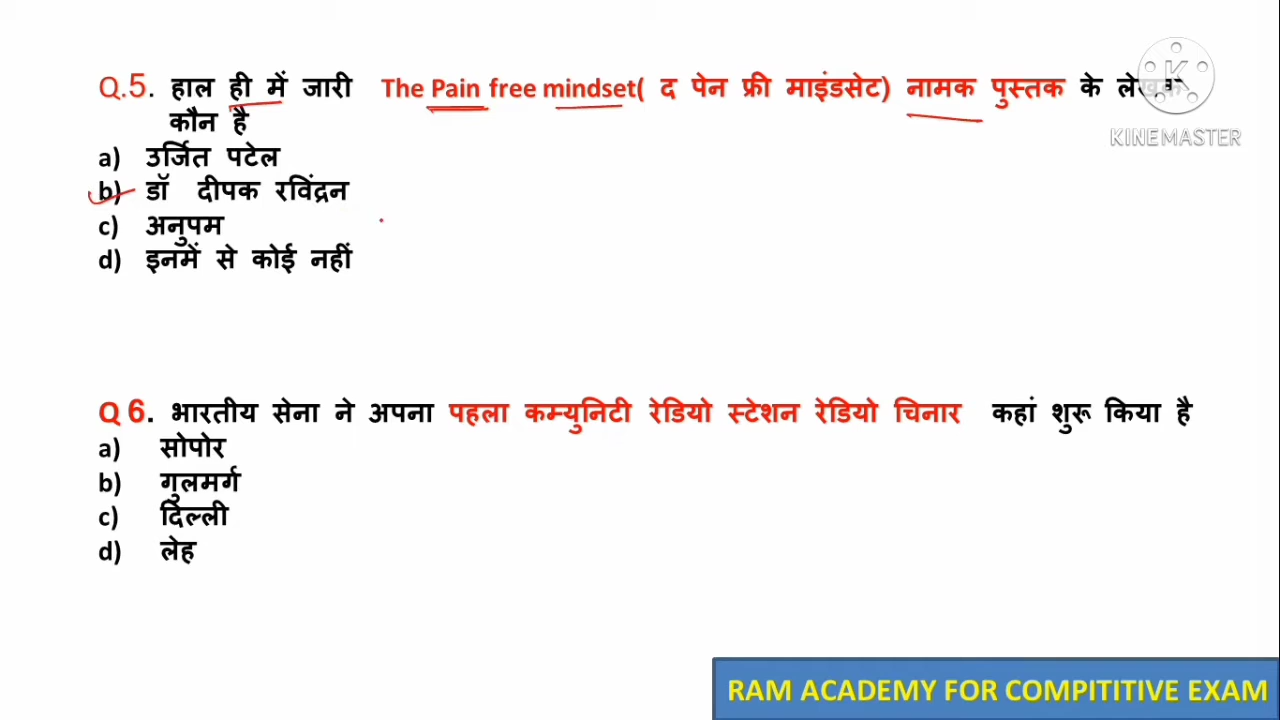 Q.5. हाल ही में जारी The Pain free mindset( द पेन फ्री माइंडसेट) नामक पुस्तक के
कौन है
a) उर्जित पटेल
b) डॉ दीपक रविंद्रन
c) अनुपम
d) इनमें से कोई नहीं
KINEMASTER
Q 6. भारतीय सेना ने अपना पहला कम्युनिटी रेडियो स्टेशन रेडियो चिनार कहां शुरू किया है
a) सोपोर
b) गुलमर्ग
c) दिल्ली
d) लेह
RAM ACADEMY FOR COMPITITIVE EXAM